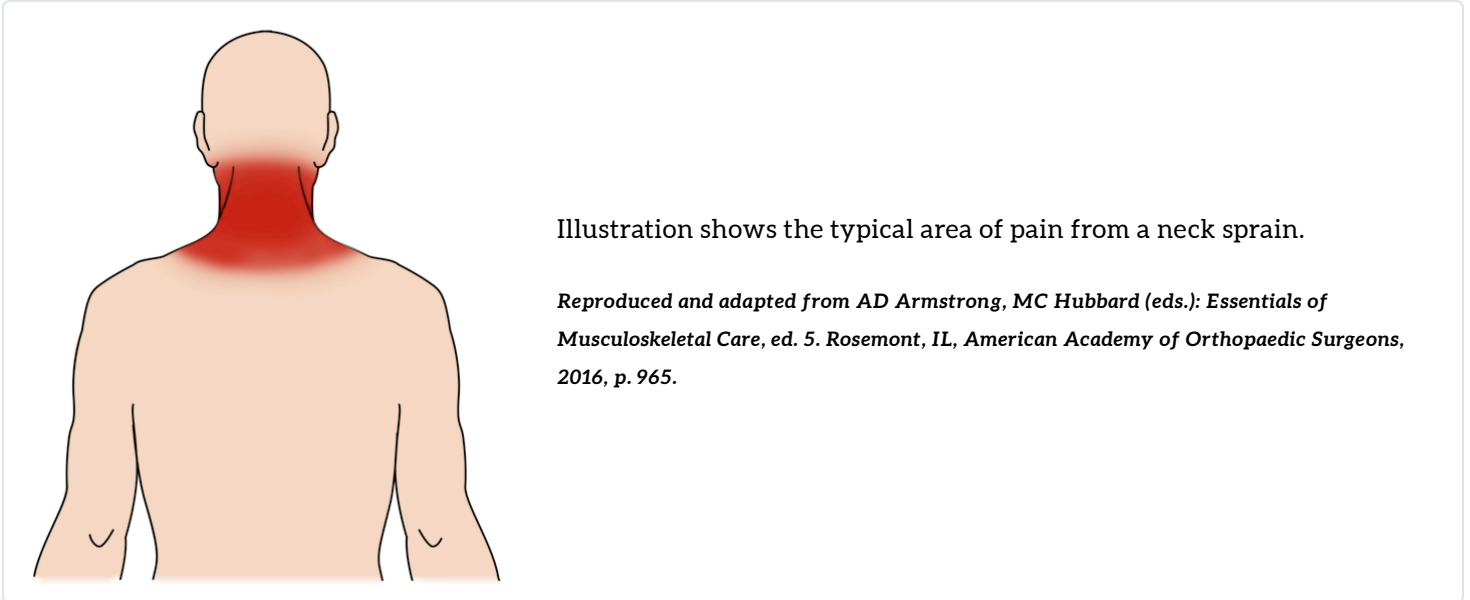 Illustration shows the typical area of pain from a neck sprain.
Reproduced and adapted from AD Armstrong, MC Hubbard (eds.): Essentials of
Musculoskeletal Care, ed. 5. Rosemont, IL, American Academy of Orthopaedic Surgeons,
2016, p. 965.